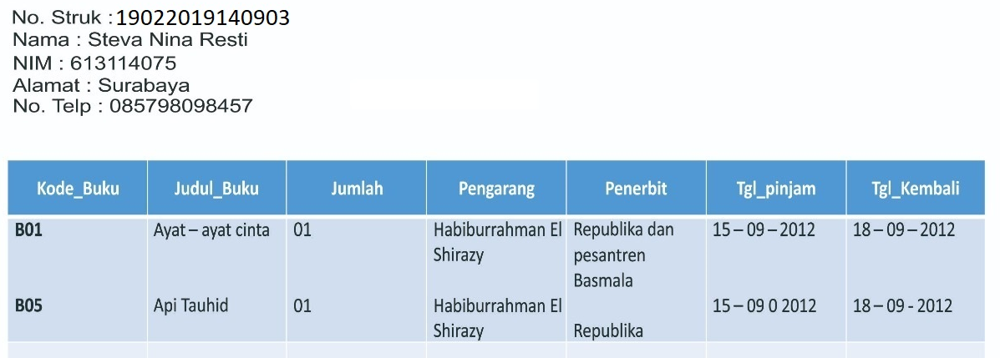 No. Struk :19022019140903
Nama : Steva Nina Resti
NIM : 613114075
Alamat : Surabaya
No. Telp : 085798098457
Kode_Buku Judul_Buku Jumlah Pengarang Penerbit Tgl_pinjam Tgl_Kembali
B01 Ayat – ayat cinta 01 Habiburrahman El Republika dan 15 – 09 – 2012 18 – 09 – 2012
Shirazy pesantren
Basmala
B05 Api Tauhid 01 Habiburrahman El 15 – 09 0 2012 18 – 09 - 2012
Shirazy Republika